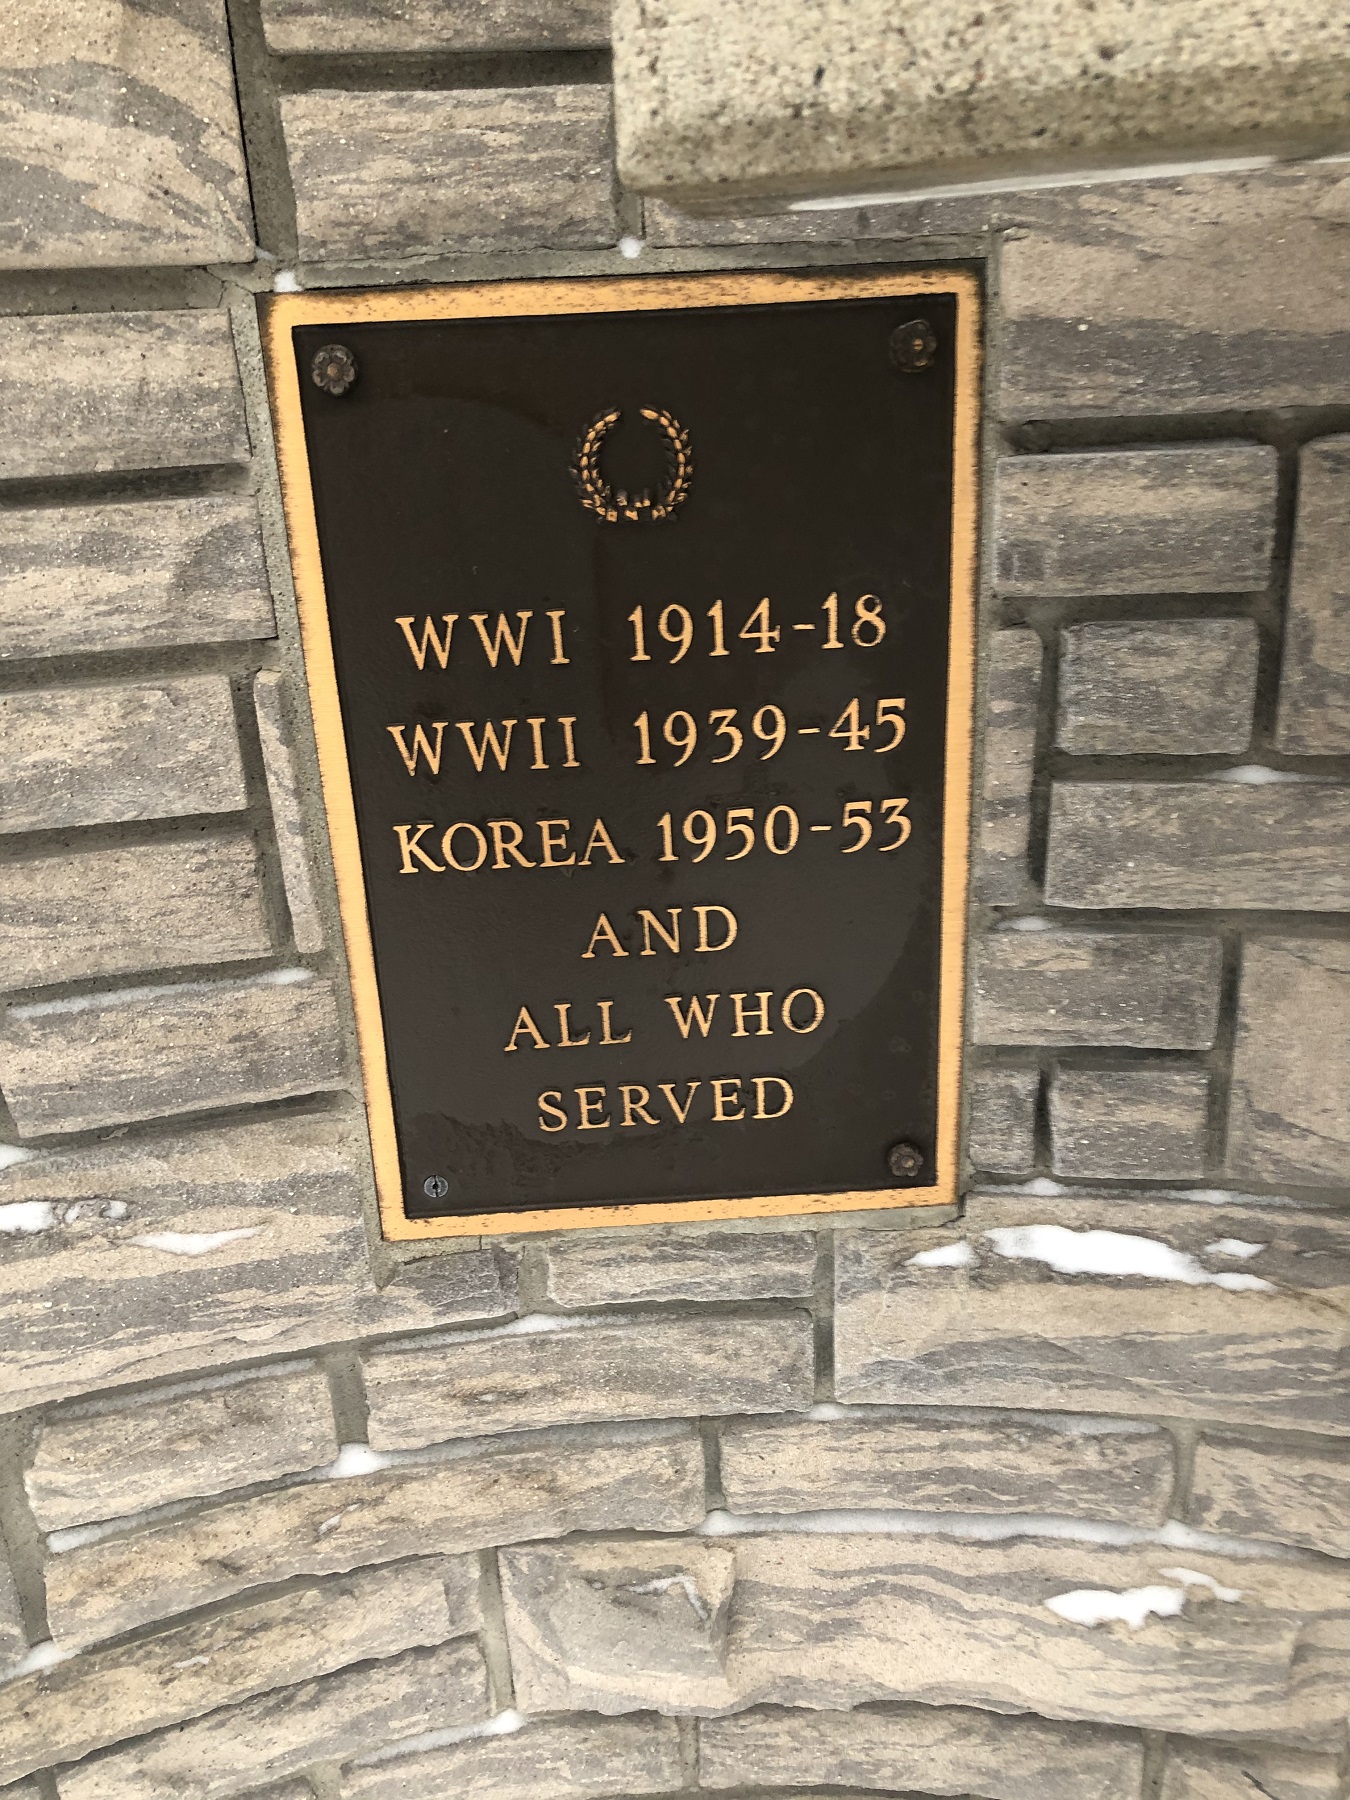 WWI 1914-18
WWII 1939-45
KOREA 1950-53
AND
ALL WHO
SERVED